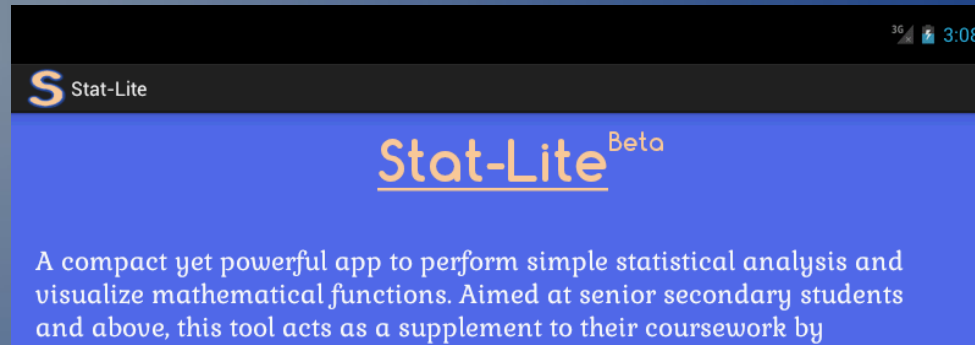 3G 3:08
S Stat-Lite
Stat-Lite Beta
A compact yet powerful app to perform simple statistical analysis and
visualize mathematical functions. Aimed at senior secondary students
and above, this tool acts as a supplement to their coursework by